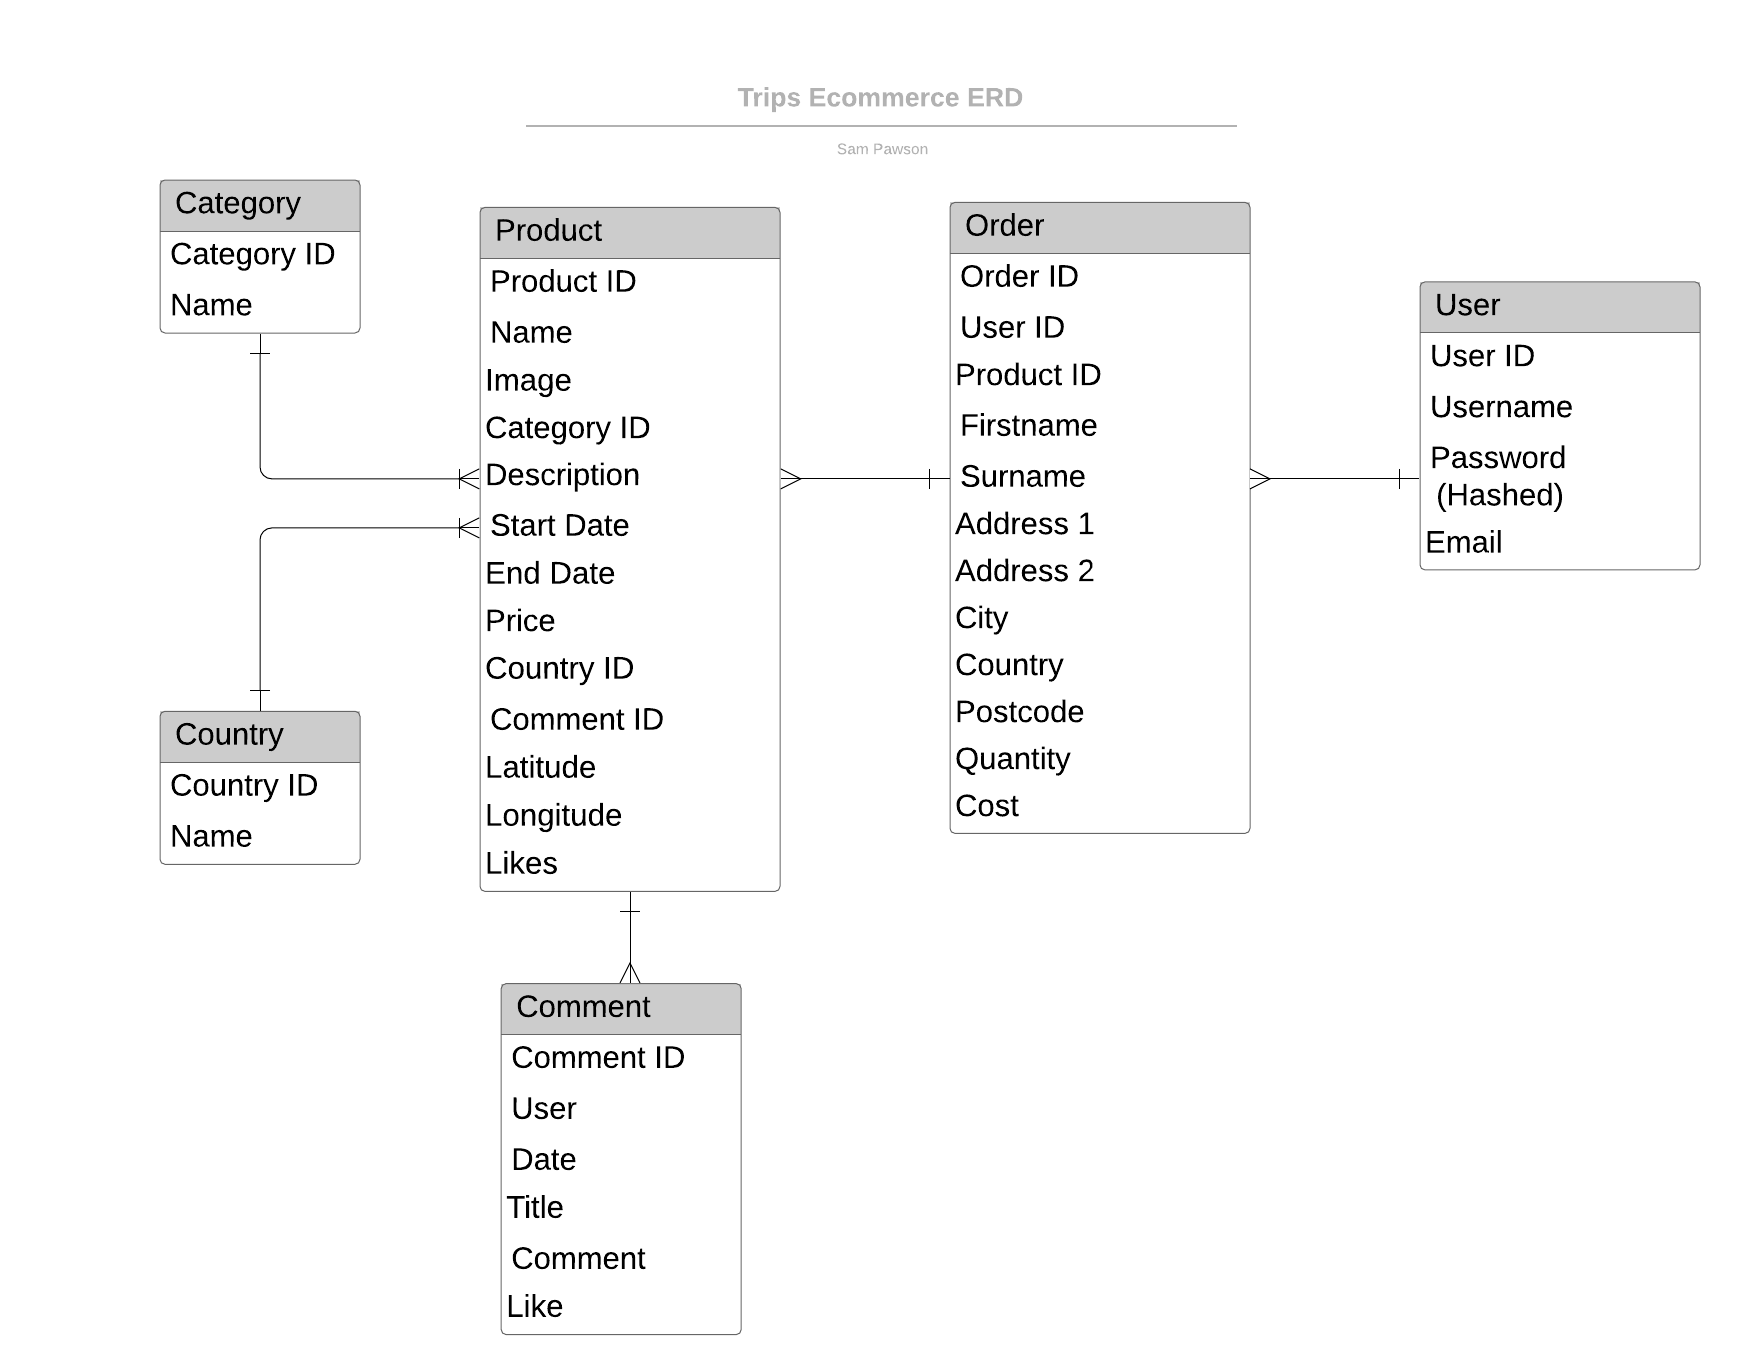 Trips Ecommerce ERD
Sam Pawson
Category
Category ID
Name
Product
Product ID
Name
Image
Category ID
Description
Start Date
End Date
Price
Country ID
Comment ID
Latitude
Longitude
Likes
Order
Order ID
User ID
Product ID
Firstname
Surname
Address 1
Address 2
City
Country
Postcode
Quantity
Cost
User
User ID
Username
Password
(Hashed)
Email
Country
Country ID
Name
Comment
Comment ID
User
Date
Title
Comment
Like